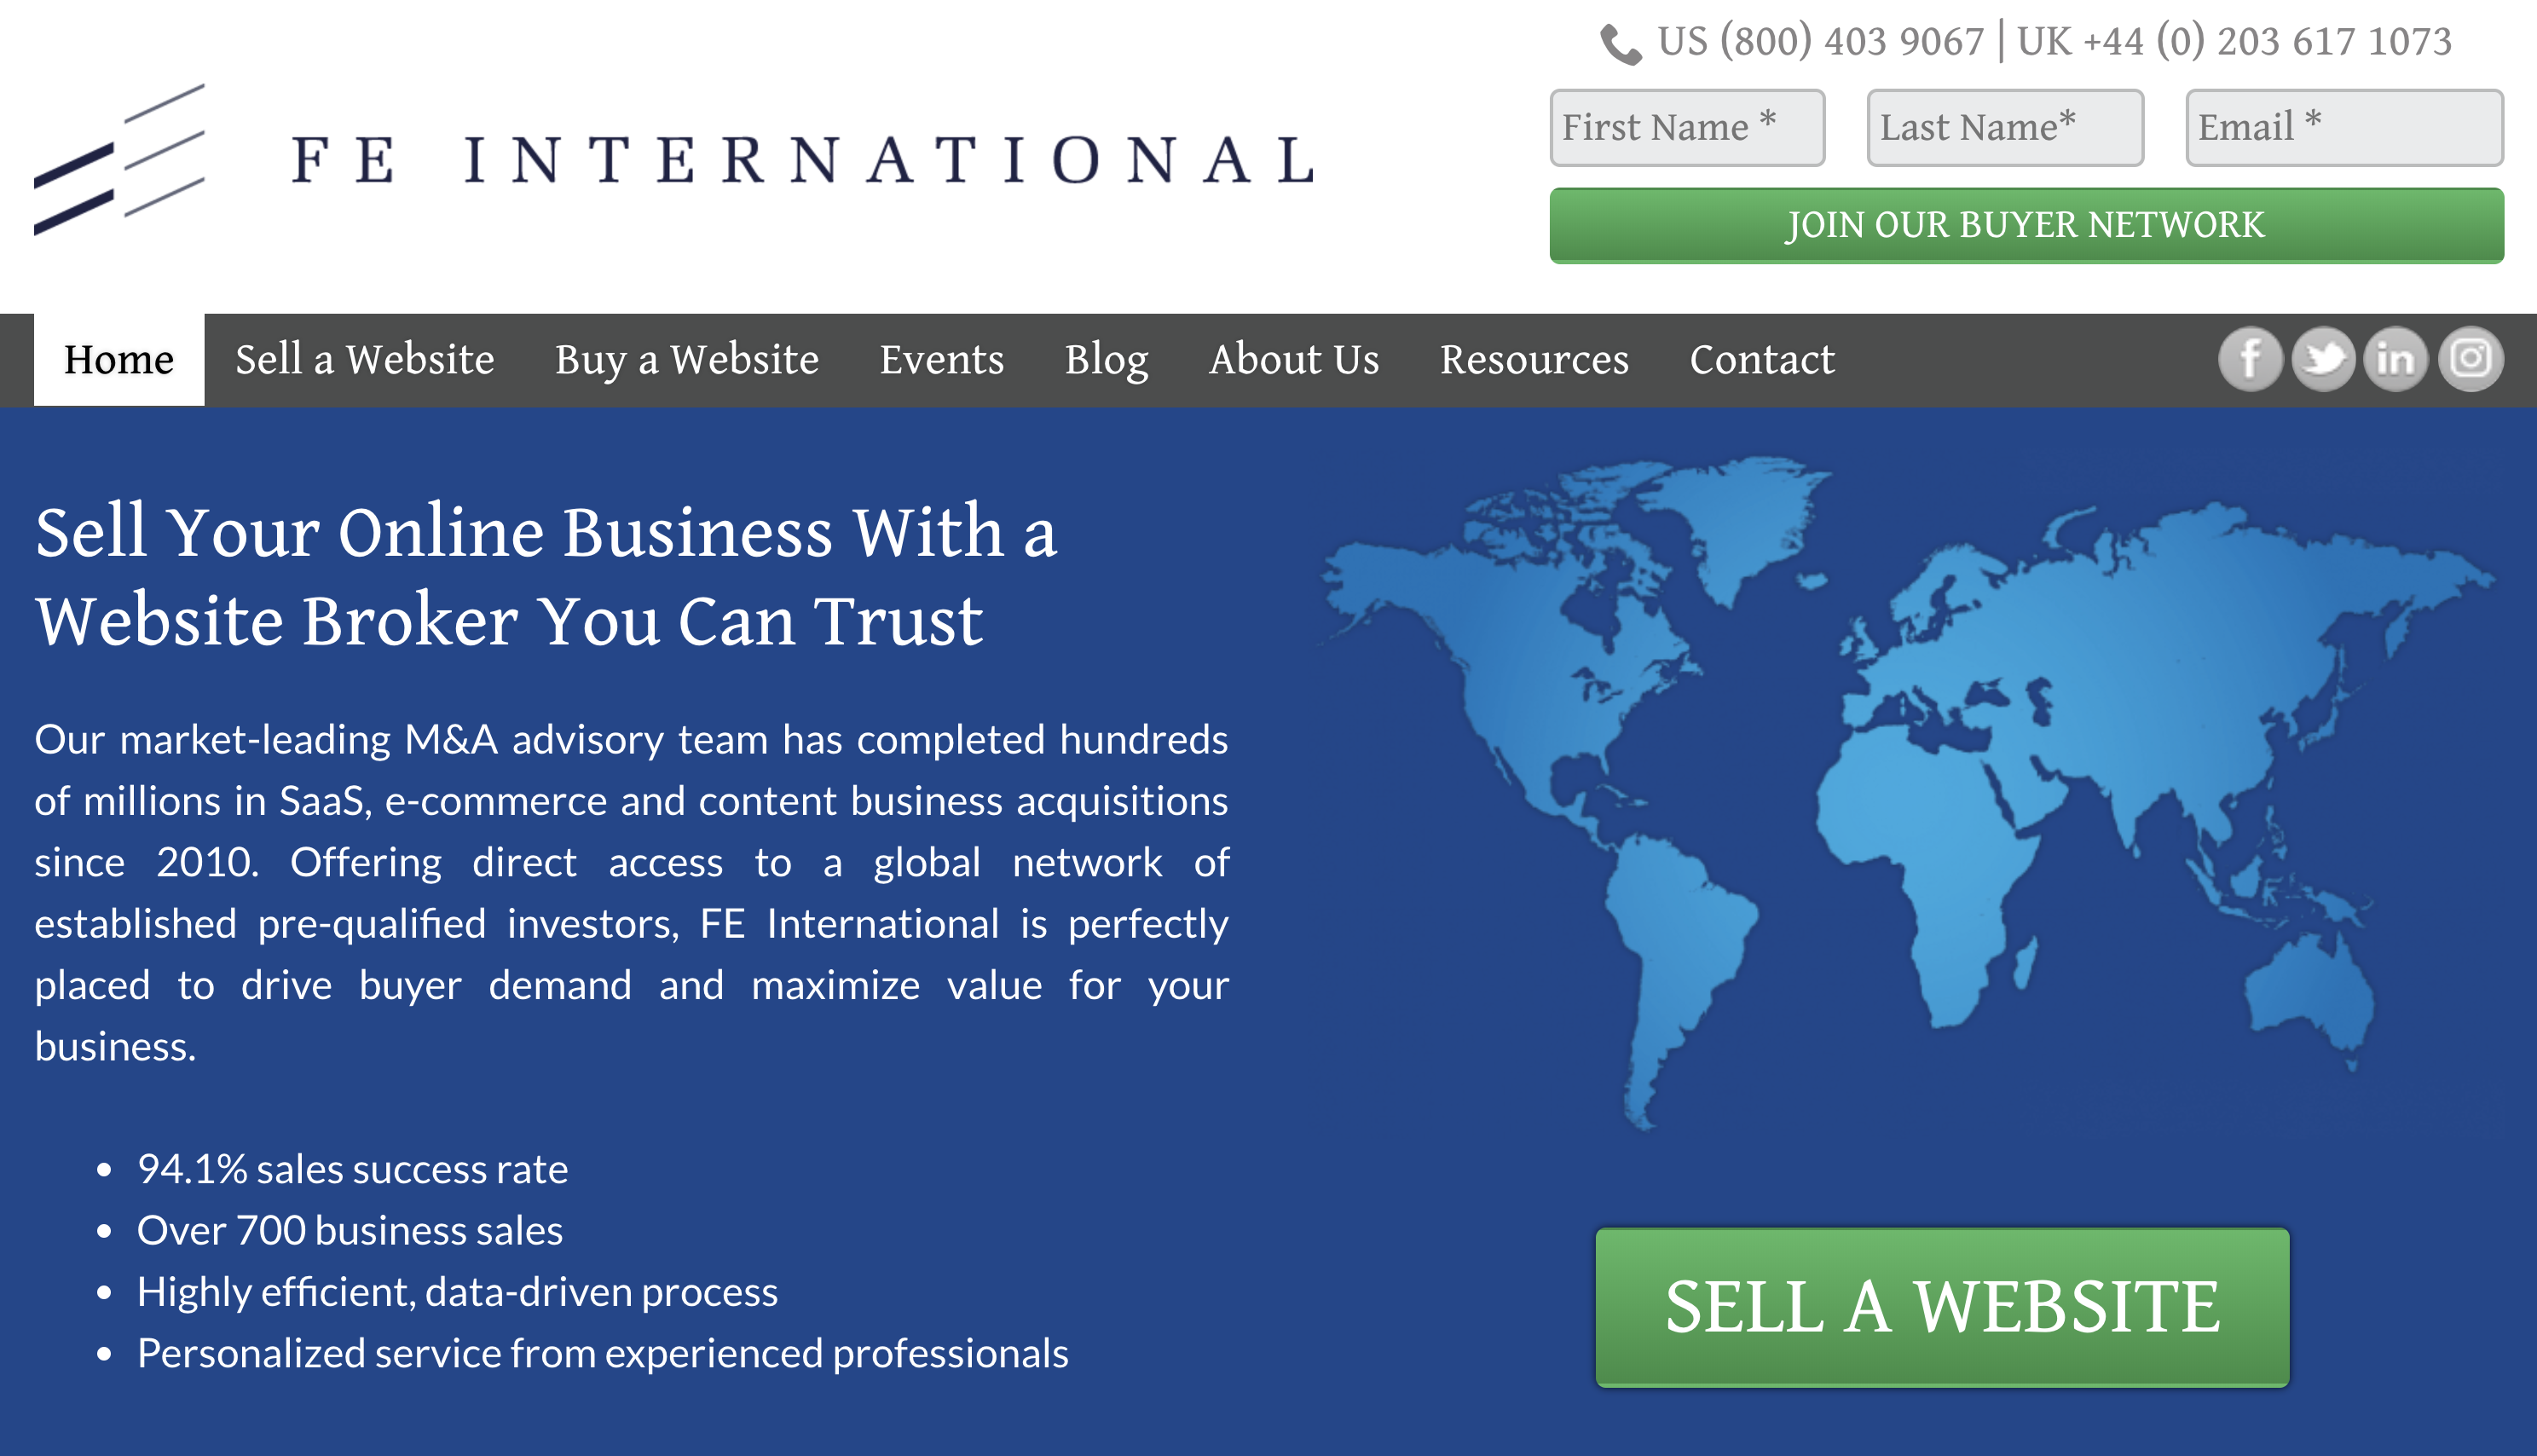 US (800) 403 9067 | UK +44 (0) 203 617 1073
FE INTERNATIONAL
First Name *
Last Name*
Email *
JOIN OUR BUYER NETWORK
Home
Sell a Website
Buy a Website
Events
Blog
About Us
Resources
Contact
f
in
Sell Your Online Business With a
Website Broker You Can Trust
Our market-leading M&A advisory team has completed hundreds
of millions in SaaS, e-commerce and content business acquisitions
since 2010. Offering direct access to a global network of
established pre-qualified investors, FE International is perfectly
placed to drive buyer demand and maximize value for your
business.
• 94.1% sales success rate
• Over 700 business sales
• Highly efficient, data-driven process
• Personalized service from experienced professionals
SELL A WEBSITE